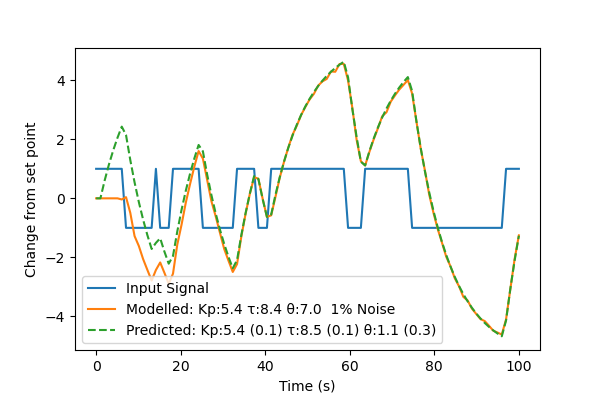 4
2
0
−2
−4
Change from set point
Input Signal
Modelled: Kp:5.4 τ:8.4 θ:7.0  1% Noise
Predicted: Kp:5.4 (0.1) τ:8.5 (0.1) θ:1.1 (0.3)
0 20 40 60 80 100
Time (s)